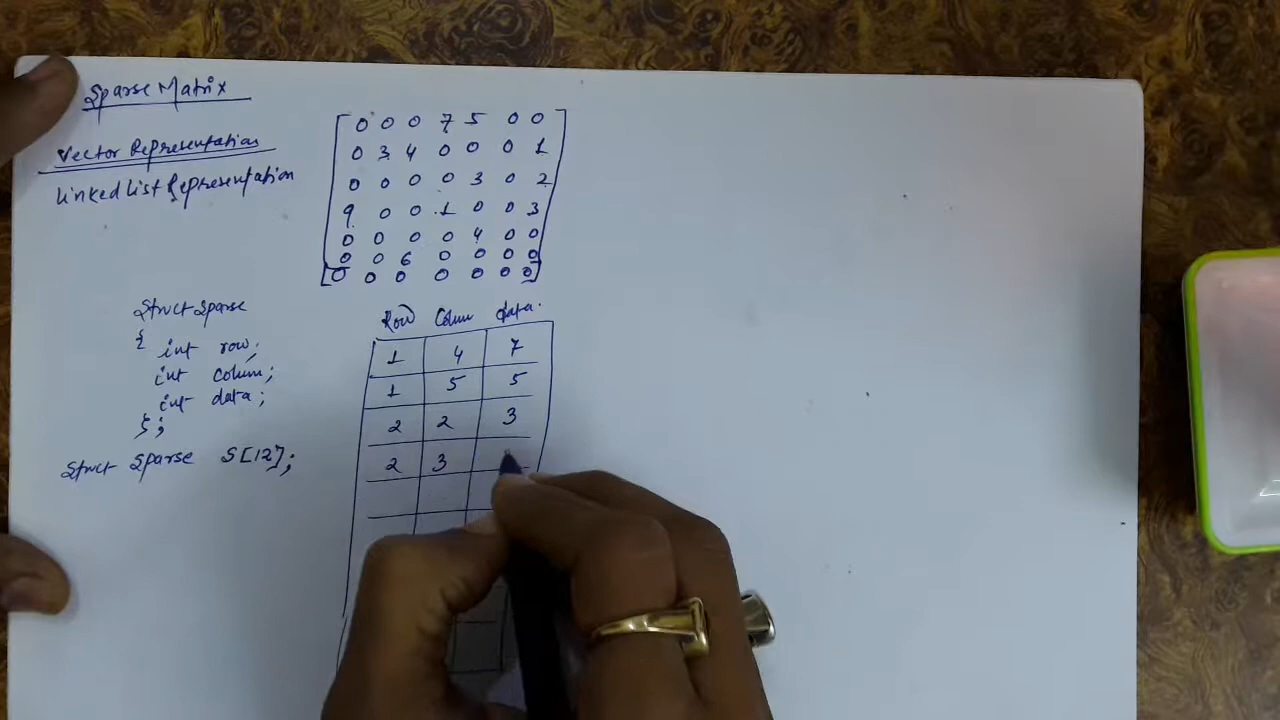 Sparse Matrix
Vector Representation
Linked List Representation
0 0 0 7 5 0 0
0 3 4 0 0 0 1
0 0 0 0 3 0 2
9 0 0 1 0 0 3
0 0 0 0 4 0 0
0 0 6 0 0 0 0
0 0 0 0 0 0 0
Struct Sparse
{ int row;
int column;
int data;
};
Struct Sparse S[12];
Row Colum data
1 4 7
1 5 5
2 2 3
2 3